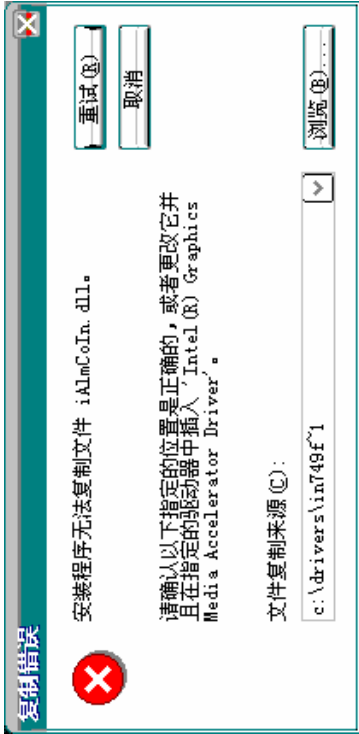 复制错误
安装程序无法复制文件 iAlmCoIn.dll。
重试(R)
取消
请确认以下指定的位置是正确的，或者更改它并
且在指定的驱动器中插入 'Intel(R) Graphics
Media Accelerator Driver'。
文件复制来源(C):
c:\drivers\in749f~1
浏览(B)...